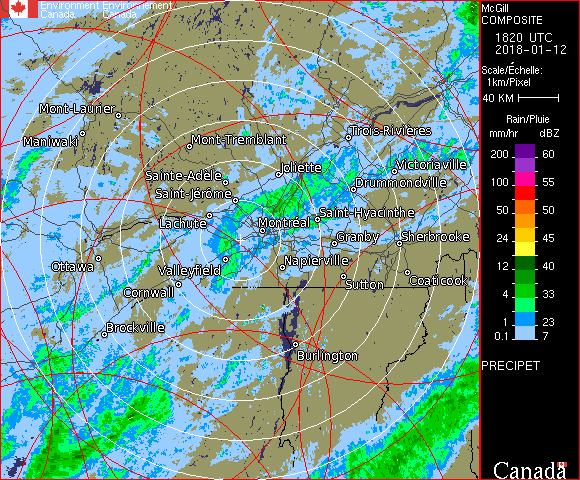 Environment Environnement
Canada Canada
McGill
COMPOSITE
1820 UTC
2018-01-12
Scale/Échelle:
1km/Pixel
40 KM
Rain/Pluie
mm/hr dBZ
200 60
100 55
50 50
24 45
12 40
4 33
1 23
0.1 7
PRECIPET
Canada
Mont-Laurier
Maniwaki
Mont-Tremblant
Trois-Rivières
Sainte-Adèle
Joliette
Victoriaville
Saint-Jérôme
Drummondville
Lachute
Saint-Hyacinthe
Montréal
Granby
Sherbrooke
Ottawa
Valleyfield
Napierville
Cornwall
Sutton
Coaticook
Brockville
Burlington